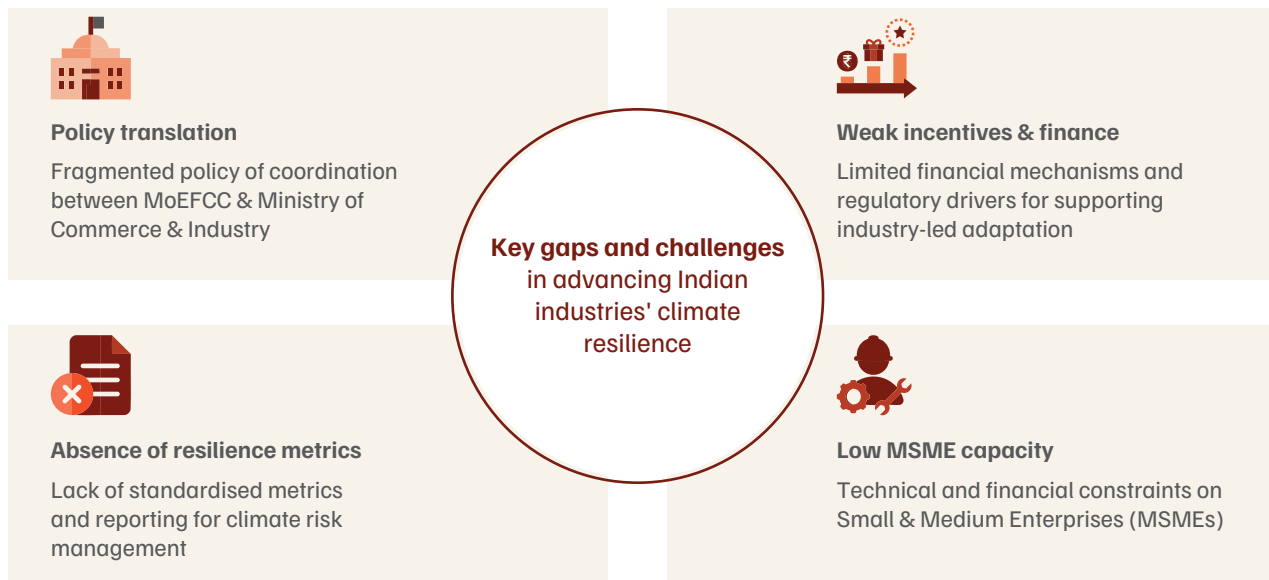 Policy translation
Fragmented policy of coordination
between MoEFCC & Ministry of
Commerce & Industry
Weak incentives & finance
Limited financial mechanisms and
regulatory drivers for supporting
industry-led adaptation
Key gaps and challenges
in advancing Indian
industries' climate
resilience
Absence of resilience metrics
Lack of standardised metrics
and reporting for climate risk
management
Low MSME capacity
Technical and financial constraints on
Small & Medium Enterprises (MSMEs)
₹